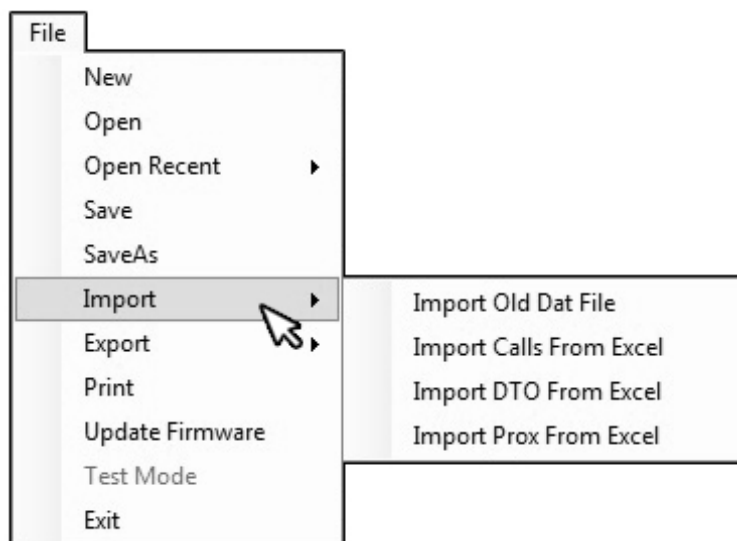 File
New
Open
Open Recent
Save
SaveAs
Import
Export
Print
Update Firmware
Test Mode
Exit
Import Old Dat File
Import Calls From Excel
Import DTO From Excel
Import Prox From Excel